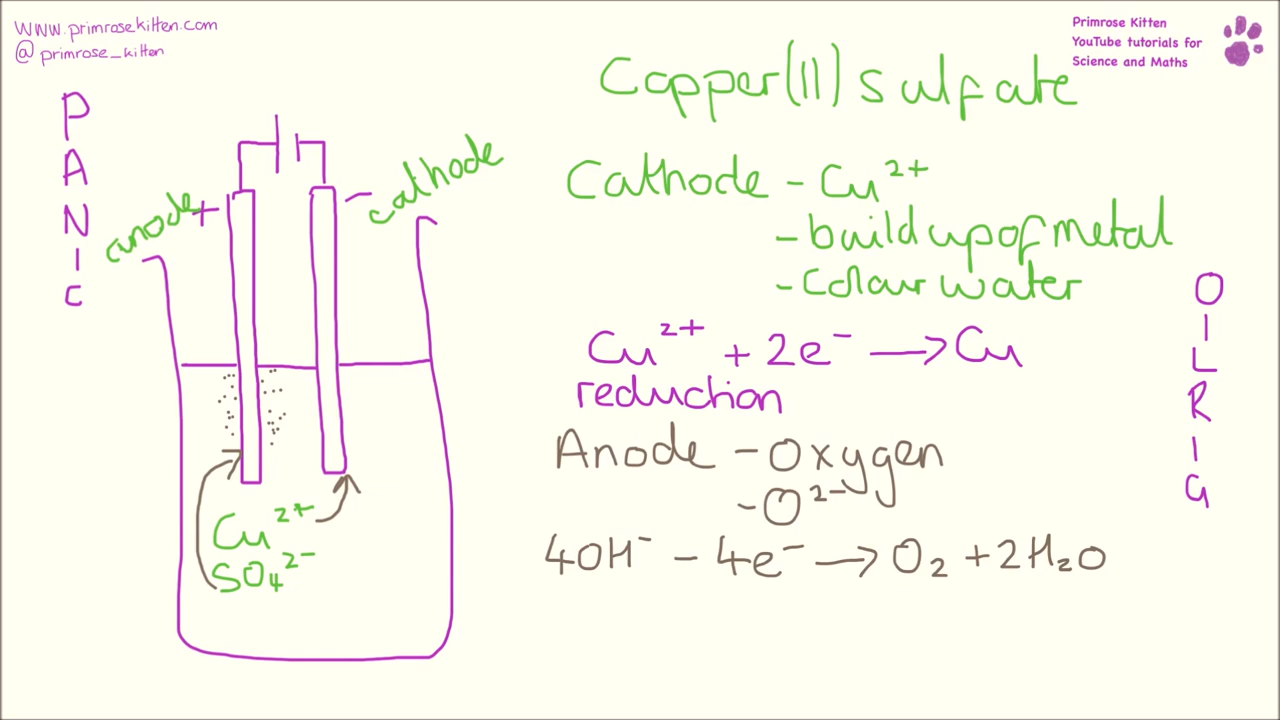 www.primrosekitten.com
@primrose_kitten
Primrose Kitten
YouTube tutorials for
Science and Maths
P
A
N
I
C
anode +
- cathode
Cu²⁺
SO₄²⁻
Copper(II) sulfate
Cathode - Cu²⁺
- build up of metal
- Colour water
Cu²⁺ + 2e⁻ → Cu
reduction
Anode - Oxygen
- O²⁻
4OH⁻ - 4e⁻ → O₂ + 2H₂O
O
I
L
R
I
G